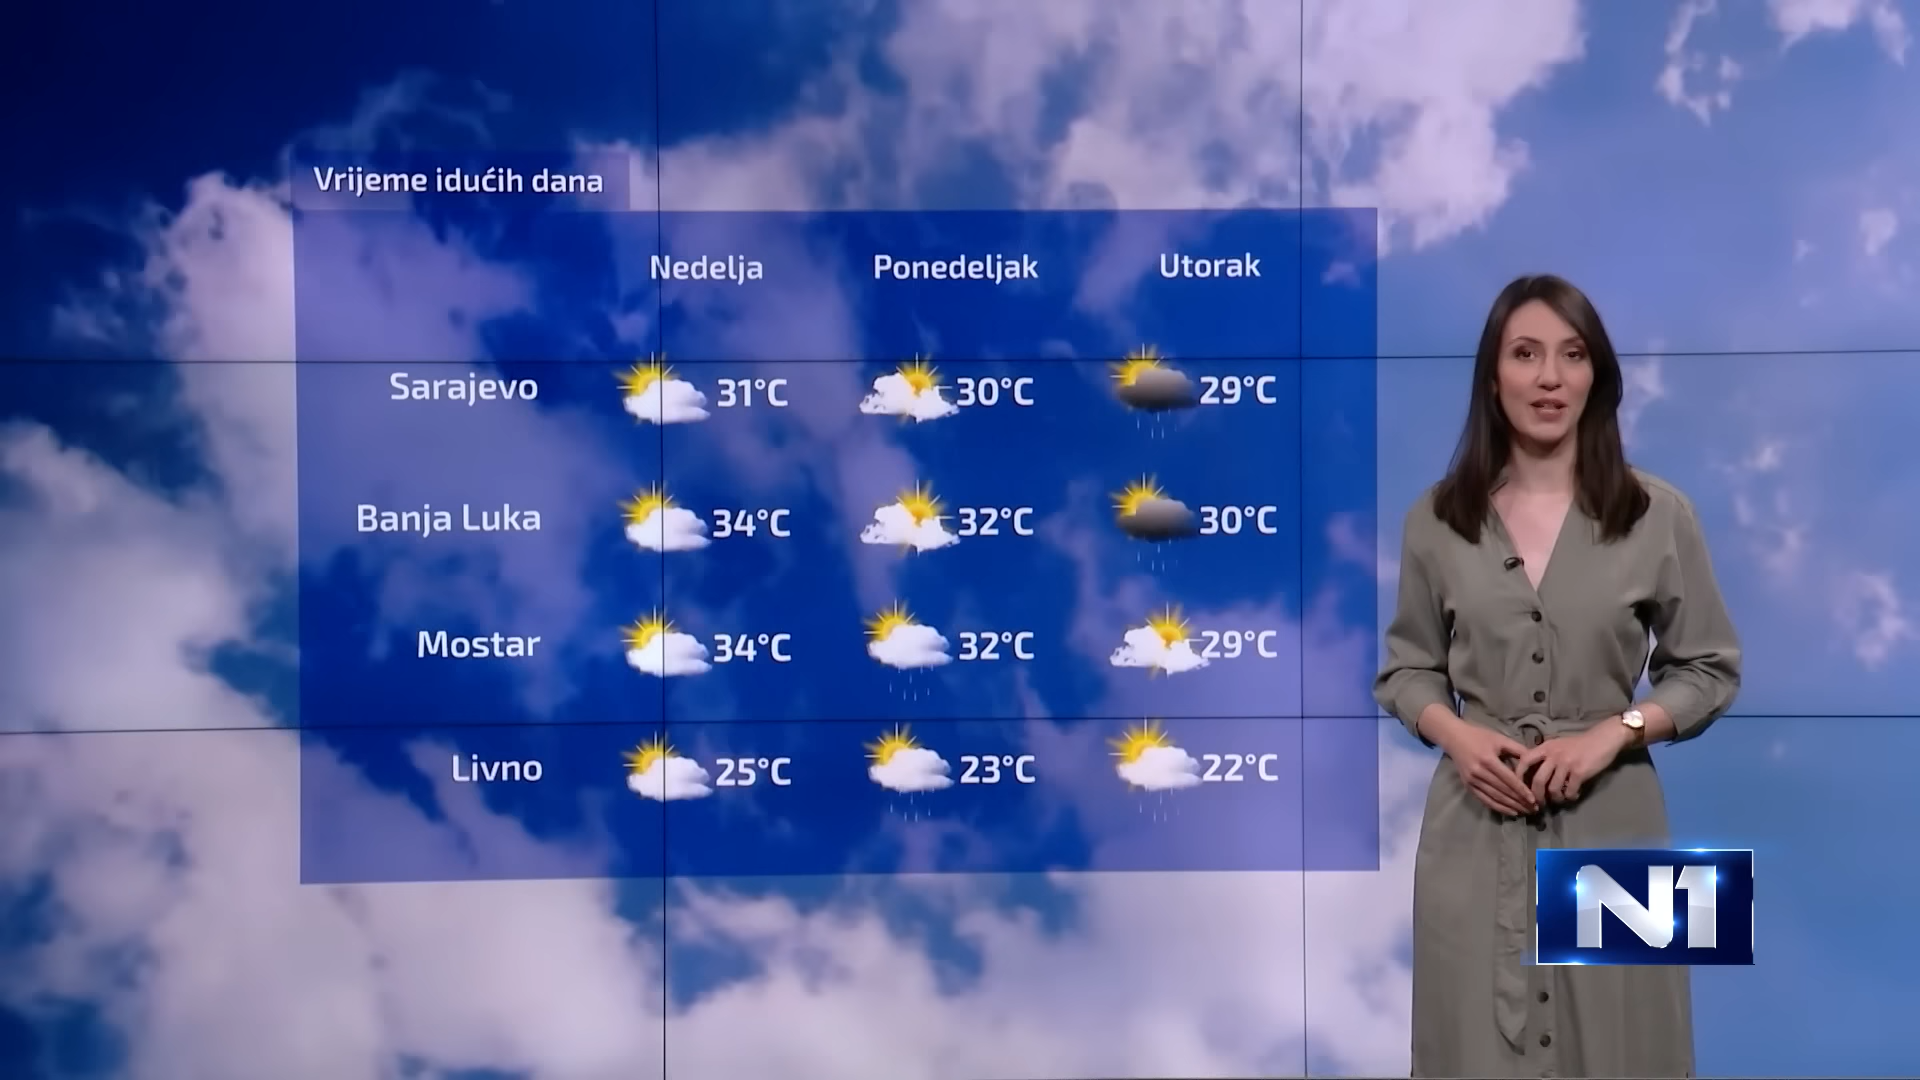 Vrijeme idućih dana
Nedelja Ponedeljak Utorak
Sarajevo 31°C 30°C 29°C
Banja Luka 34°C 32°C 30°C
Mostar 34°C 32°C 29°C
Livno 25°C 23°C 22°C
N1